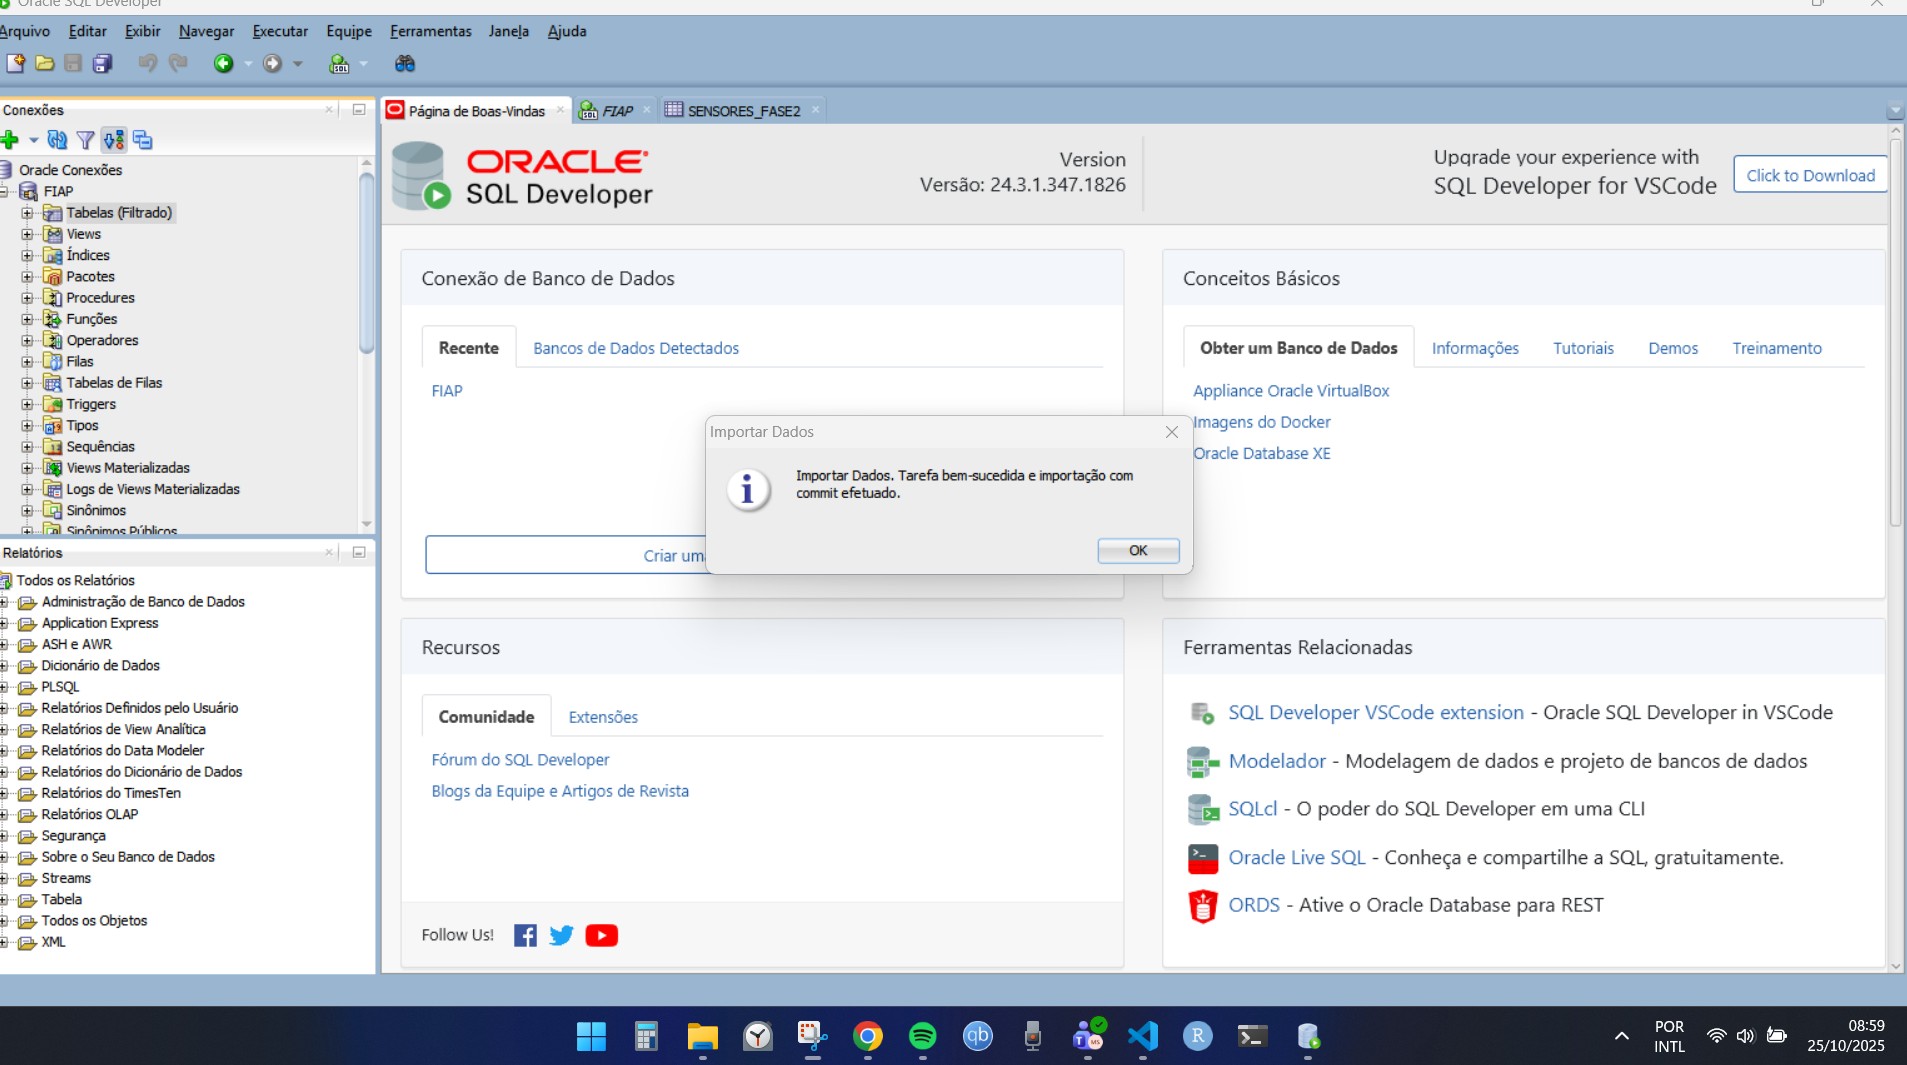 Oracle SQL Developer
Arquivo Editar Exibir Navegar Executar Equipe Ferramentas Janela Ajuda
Conexões
Oracle Conexões
FIAP
Tabelas (Filtrado)
Views
Índices
Pacotes
Procedures
Funções
Operadores
Filas
Tabelas de Filas
Triggers
Tipos
Sequências
Views Materializadas
Logs de Views Materializadas
Sinônimos
Sinônimos Públicos
Relatórios
Todos os Relatórios
Administração de Banco de Dados
Application Express
ASH e AWR
Dicionário de Dados
PLSQL
Relatórios Definidos pelo Usuário
Relatórios de View Analítica
Relatórios do Data Modeler
Relatórios do Dicionário de Dados
Relatórios do TimesTen
Relatórios OLAP
Segurança
Sobre o Seu Banco de Dados
Streams
Tabela
Todos os Objetos
XML
Página de Boas-Vindas FIAP SENSORES_FASE2
ORACLE
SQL Developer
Version
Versão: 24.3.1.347.1826
Upgrade your experience with
SQL Developer for VSCode
Click to Download
Conexão de Banco de Dados
Recente Bancos de Dados Detectados
FIAP
Criar uma
Conceitos Básicos
Obter um Banco de Dados Informações Tutoriais Demos Treinamento
Appliance Oracle VirtualBox
Imagens do Docker
Oracle Database XE
Importar Dados
Importar Dados. Tarefa bem-sucedida e importação com
commit efetuado.
OK
Recursos
Comunidade Extensões
Fórum do SQL Developer
Blogs da Equipe e Artigos de Revista
Follow Us!
Ferramentas Relacionadas
SQL Developer VSCode extension - Oracle SQL Developer in VSCode
Modelador - Modelagem de dados e projeto de bancos de dados
SQLcl - O poder do SQL Developer em uma CLI
Oracle Live SQL - Conheça e compartilhe a SQL, gratuitamente.
ORDS - Ative o Oracle Database para REST
qb
R
POR
INTL
08:59
25/10/2025